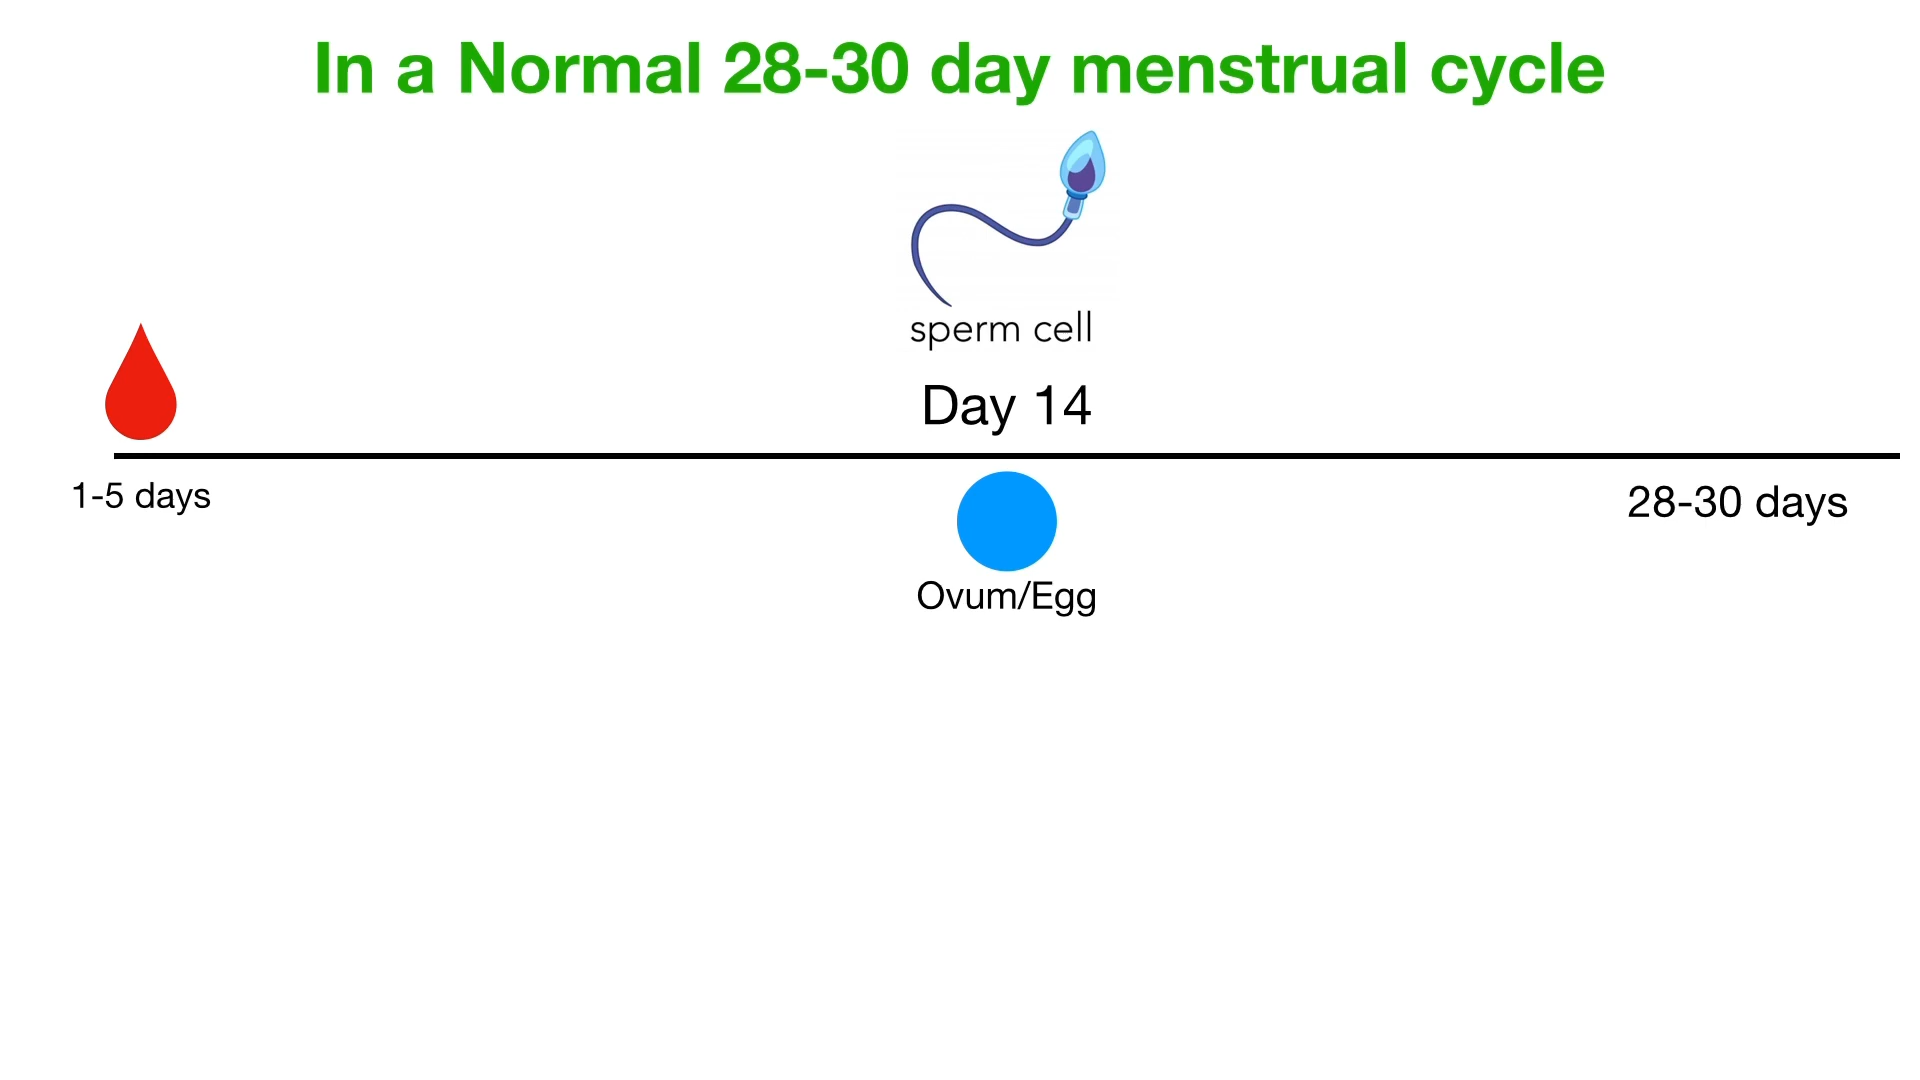 In a Normal 28-30 day menstrual cycle
sperm cell
Day 14
1-5 days
28-30 days
Ovum/Egg